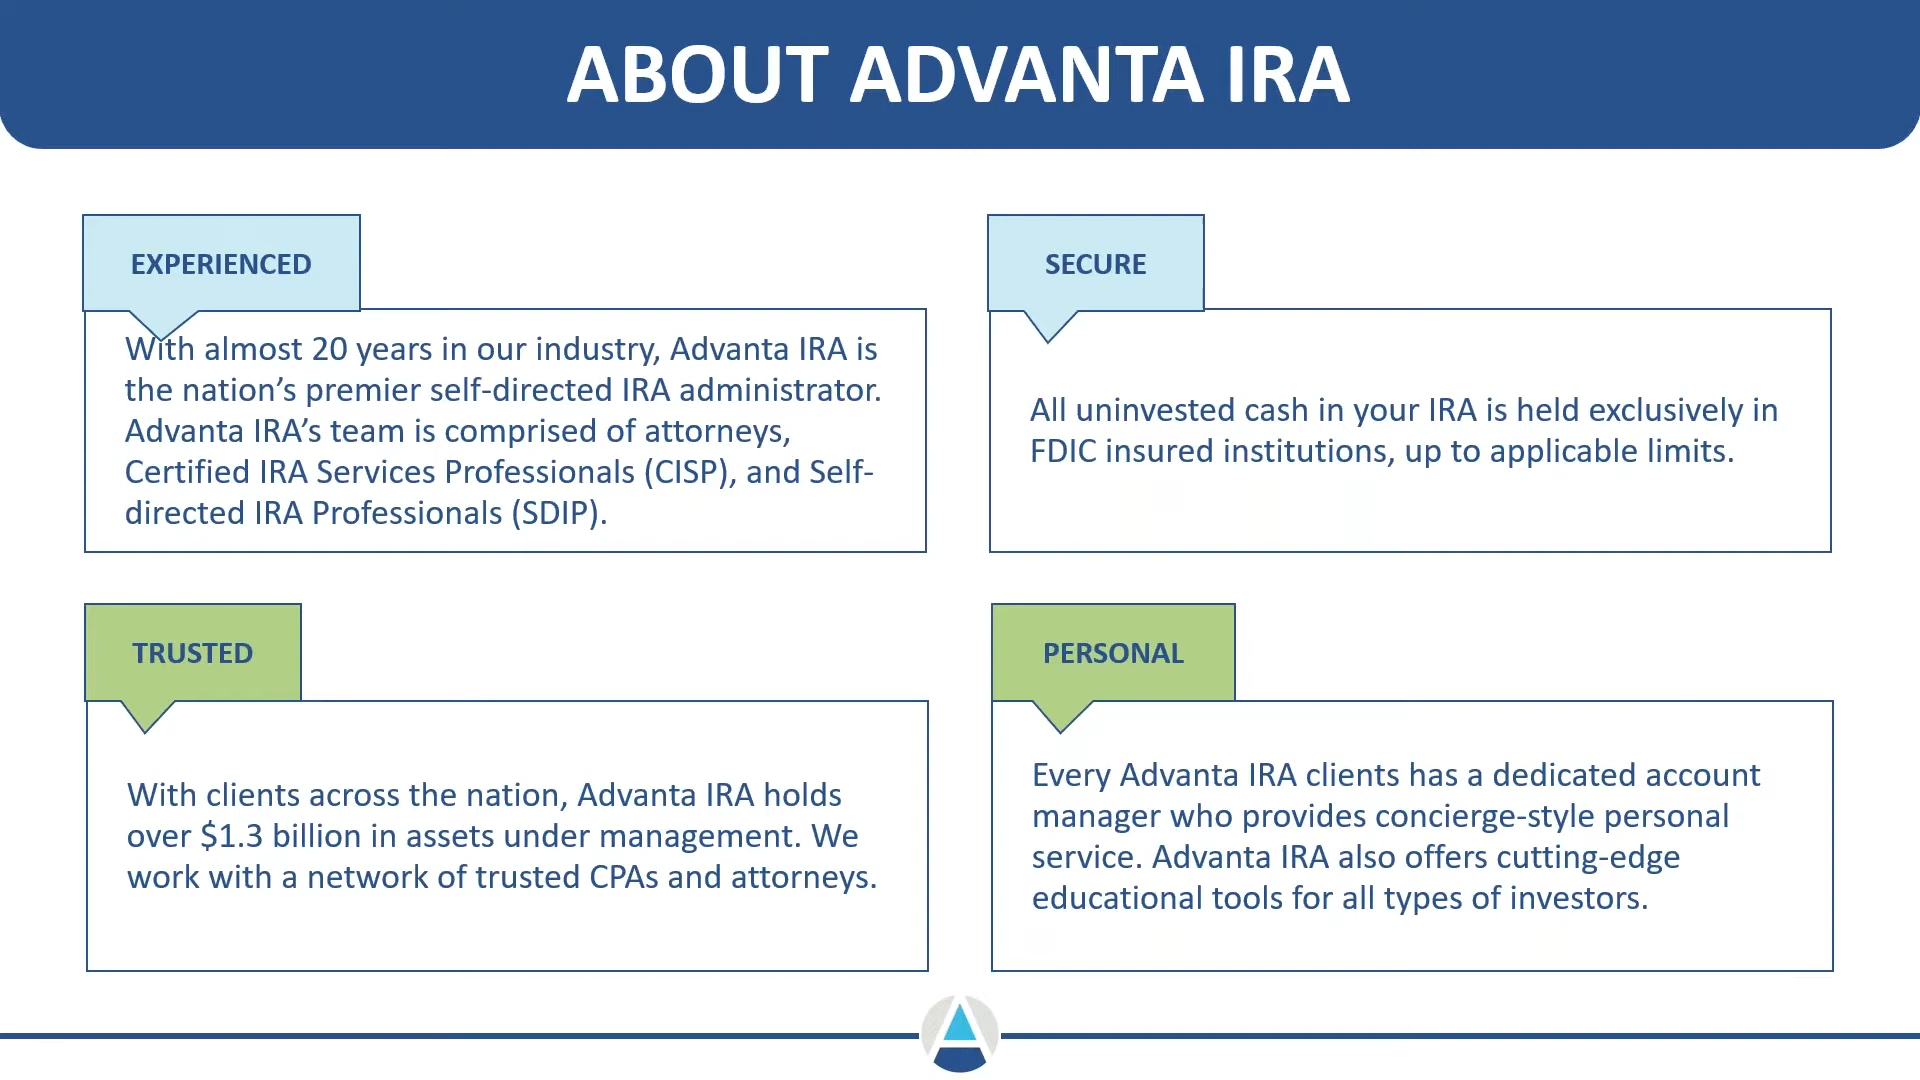 ABOUT ADVANTA IRA
EXPERIENCED
With almost 20 years in our industry, Advanta IRA is
the nation’s premier self-directed IRA administrator.
Advanta IRA’s team is comprised of attorneys,
Certified IRA Services Professionals (CISP), and Self-
directed IRA Professionals (SDIP).
SECURE
All uninvested cash in your IRA is held exclusively in
FDIC insured institutions, up to applicable limits.
TRUSTED
With clients across the nation, Advanta IRA holds
over $1.3 billion in assets under management. We
work with a network of trusted CPAs and attorneys.
PERSONAL
Every Advanta IRA clients has a dedicated account
manager who provides concierge-style personal
service. Advanta IRA also offers cutting-edge
educational tools for all types of investors.